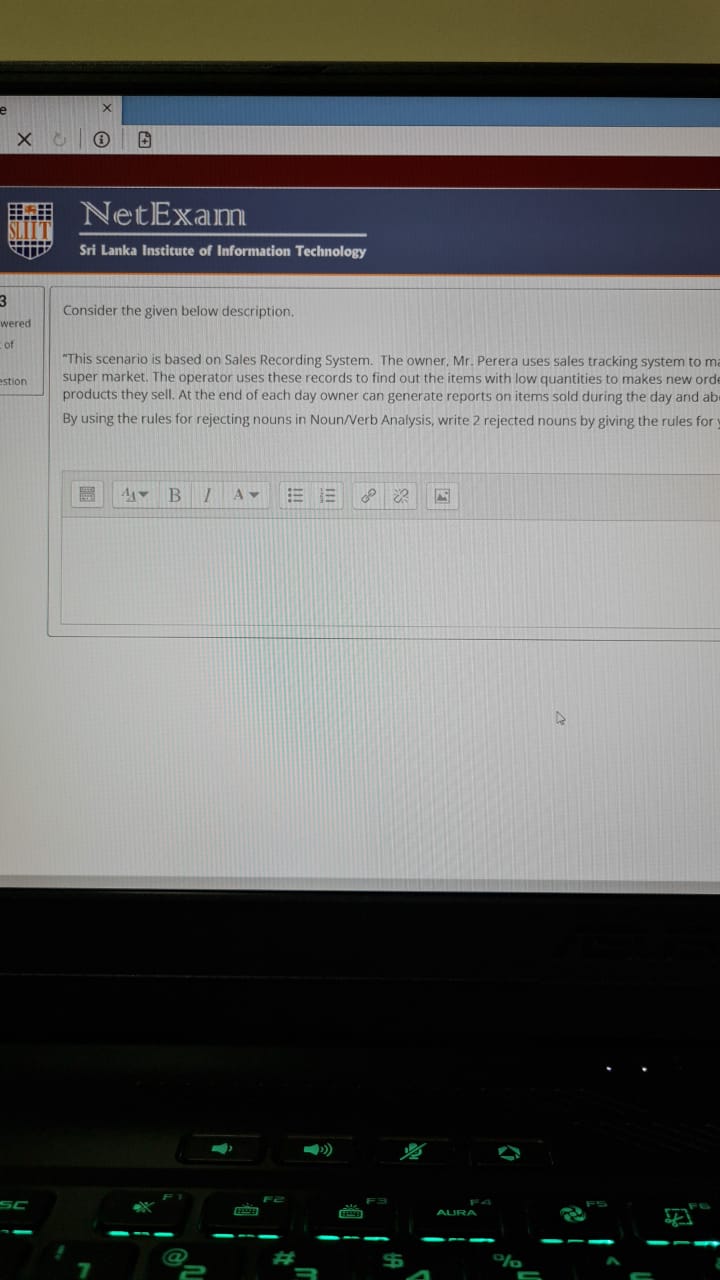 e
NetExam
SLIIT
Sri Lanka Institute of Information Technology
3
wered
of
estion
Consider the given below description.
"This scenario is based on Sales Recording System. The owner, Mr. Perera uses sales tracking system to ma
super market. The operator uses these records to find out the items with low quantities to makes new orde
products they sell. At the end of each day owner can generate reports on items sold during the day and ab
By using the rules for rejecting nouns in Noun/Verb Analysis, write 2 rejected nouns by giving the rules for y
B I A
SC F1 F2 F3 AURA F4 F5 F6
! 1 @ 2 # 3 $ 4 % 5 ^ 6